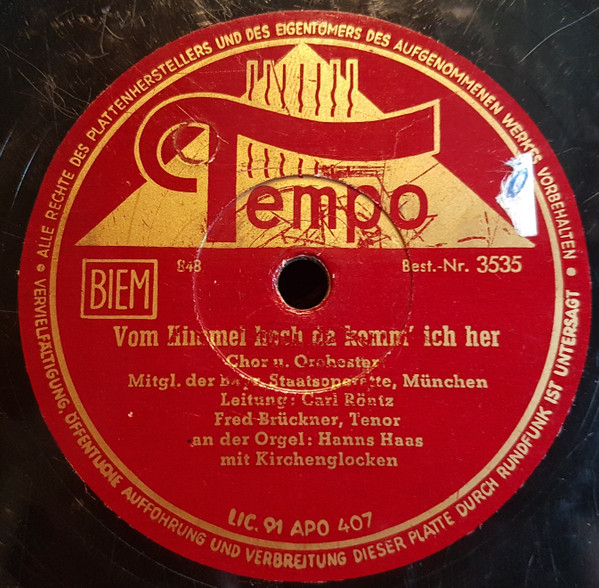 ALLE RECHTE DES PLATTENHERSTELLERS UND DES EIGENTÜMERS DES AUFGENOMMENEN WERKES VORBEHALTEN
Tempo
BIEM
848
Best.-Nr. 3535
Vom Himmel hoch da komm' ich her
Chor u. Orchester
Mitgl. der Bayr. Staatsoperette, München
Leitung: Carl Röntz
Fred Brückner, Tenor
an der Orgel: Hanns Haas
mit Kirchenglocken
LIC. 91 APO 407
VERVIELFÄLTIGUNG, ÖFFENTLICHE AUFFÜHRUNG UND VERBREITUNG DIESER PLATTE DURCH RUNDFUNK IST UNTERSAGT